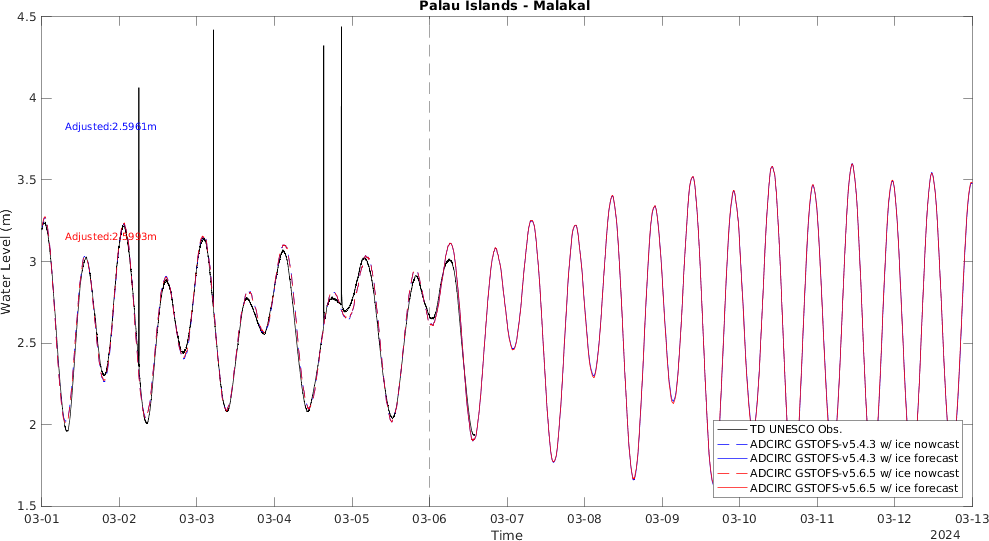 Palau Islands - Malakal
Water Level (m)
4.5
4
3.5
3
2.5
2
1.5
Adjusted:2.5961m
Adjusted:2.5993m
TD UNESCO Obs.
ADCIRC GSTOFS-v5.4.3 w/ ice nowcast
ADCIRC GSTOFS-v5.4.3 w/ ice forecast
ADCIRC GSTOFS-v5.6.5 w/ ice nowcast
ADCIRC GSTOFS-v5.6.5 w/ ice forecast
03-01 03-02 03-03 03-04 03-05 03-06 03-07 03-08 03-09 03-10 03-11 03-12 03-13
Time
2024